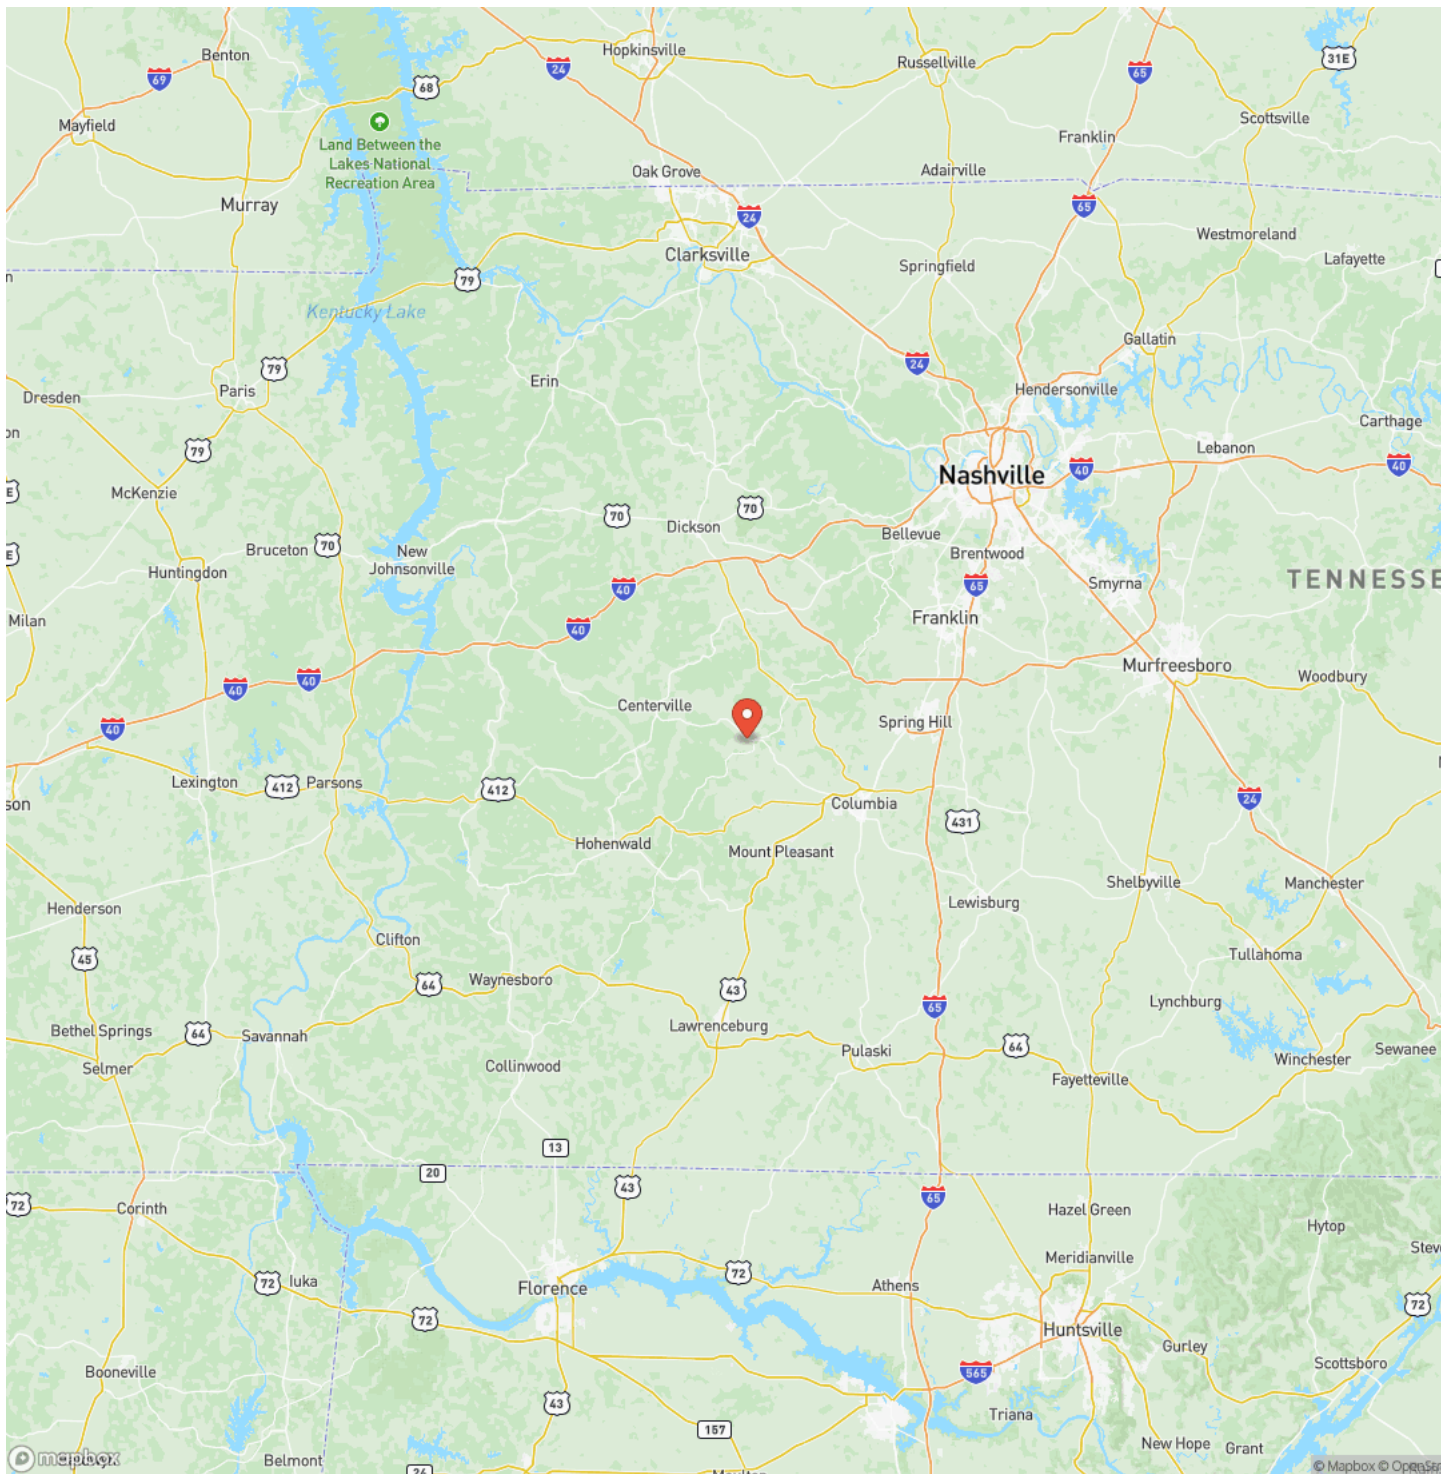 Benton
Hopkinsville
Russellville
31E
69
24
65
68
Mayfield
Land Between the
Lakes National
Recreation Area
Franklin
Scottsville
Oak Grove
Adairville
Murray
24
65
Clarksville
Westmoreland
Springfield
Lafayette
79
Kentucky Lake
Gallatin
24
79
Erin
Paris
Hendersonville
Dresden
Carthage
on
79
Lebanon
40
40
Nashville
E
McKenzie
70
70
Dickson
Bellevue
Bruceton
70
New
Johnsonville
Brentwood
E
Huntingdon
65
Smyrna
TENNESSE
40
Franklin
Milan
40
Murfreesboro
40
40
Woodbury
Centerville
Spring Hill
40
Lexington
412
Parsons
412
24
son
Columbia
431
Hohenwald
Mount Pleasant
Shelbyville
Manchester
Lewisburg
Henderson
Clifton
45
Tullahoma
64
Waynesboro
43
Lynchburg
65
Bethel Springs
64
Savannah
Lawrenceburg
64
Pulaski
Sewanee
Winchester
Selmer
Collinwood
Fayetteville
13
20
43
65
72
Corinth
Hazel Green
Hytop
Meridianville
Steve
72
Iuka
Florence
72
Athens
72
72
Huntsville
Gurley
Scottsboro
Booneville
565
43
Triana
157
New Hope
Grant
mapbox
Belmont
24
© Mapbox © OpenStr